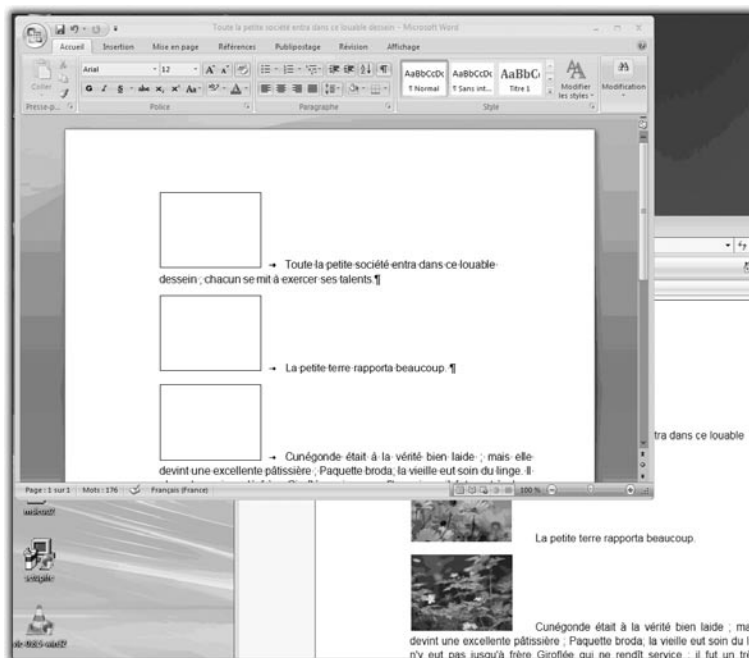 Toute la petite société entra dans ce louable dessein - Microsoft Word
Accueil Insertion Mise en page Références Publipostage Révision Affichage
Coller
Arial 12
G I S abc x₂ x² Aa A
AaBbCcDc AaBbCcDc AaBbC
¶ Normal ¶ Sans int... Titre 1
Modifier les styles
Modification
Presse-p... Police Paragraphe Style
→ Toute·la·petite·société·entra·dans·ce·louable·
dessein·; chacun·se·mit·à·exercer·ses·talents.¶
→ La·petite·terre·rapporta·beaucoup. ¶
→ Cunégonde·était·à·la·vérité·bien·laide·;·mais·elle·
devint·une·excellente·pâtissière·; Paquette·broda; la·vieille·eut·soin·du·linge.·Il·
Page : 1 sur 1 Mots : 176 Français (France) 100 %
tra dans ce louable
La petite terre rapporta beaucoup.
Cunégonde était à la vérité bien laide ; ma
devint une excellente pâtissière ; Paquette broda; la vieille eut soin du l
n'y eut pas jusqu'à frère Giroflée qui ne rendît service ; il fut un trè